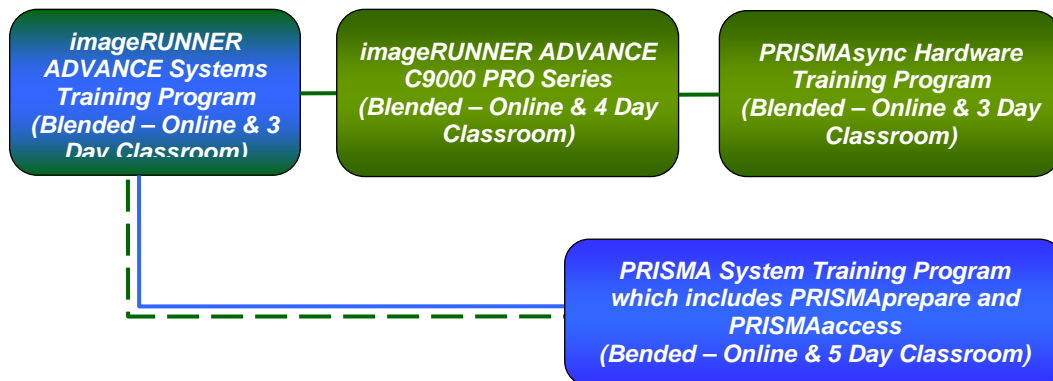 imageRUNNER
ADVANCE Systems
Training Program
(Blended – Online & 3
Day Classroom)
imageRUNNER ADVANCE
C9000 PRO Series
(Blended – Online & 4 Day
Classroom)
PRISMAsync Hardware
Training Program
(Blended – Online & 3 Day
Classroom)
PRISMA System Training Program
which includes PRISMAprepare and
PRISMAaccess
(Bended – Online & 5 Day Classroom)